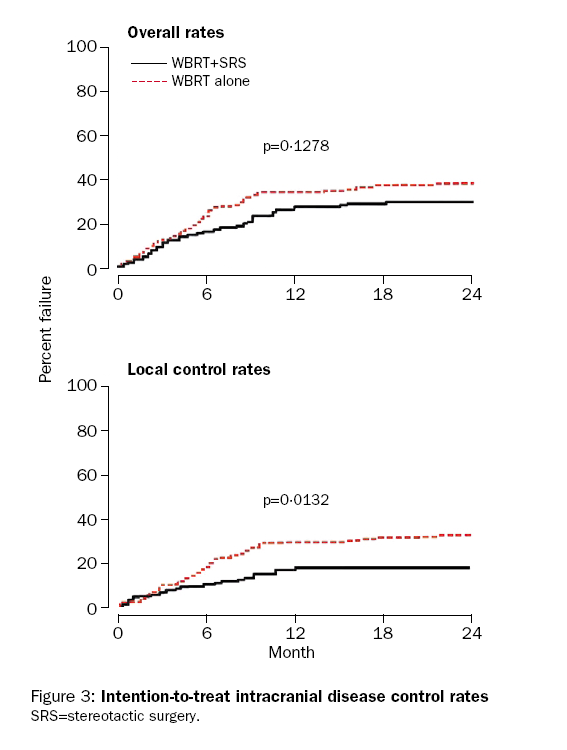 Overall rates
100
WBRT+SRS
WBRT alone
80
60
p=0·1278
40
20
0
0 6 12 18 24
Percent failure
Local control rates
100
80
60
p=0·0132
40
20
0
0 6 12 18 24
Month
Figure 3: Intention-to-treat intracranial disease control rates
SRS=stereotactic surgery.